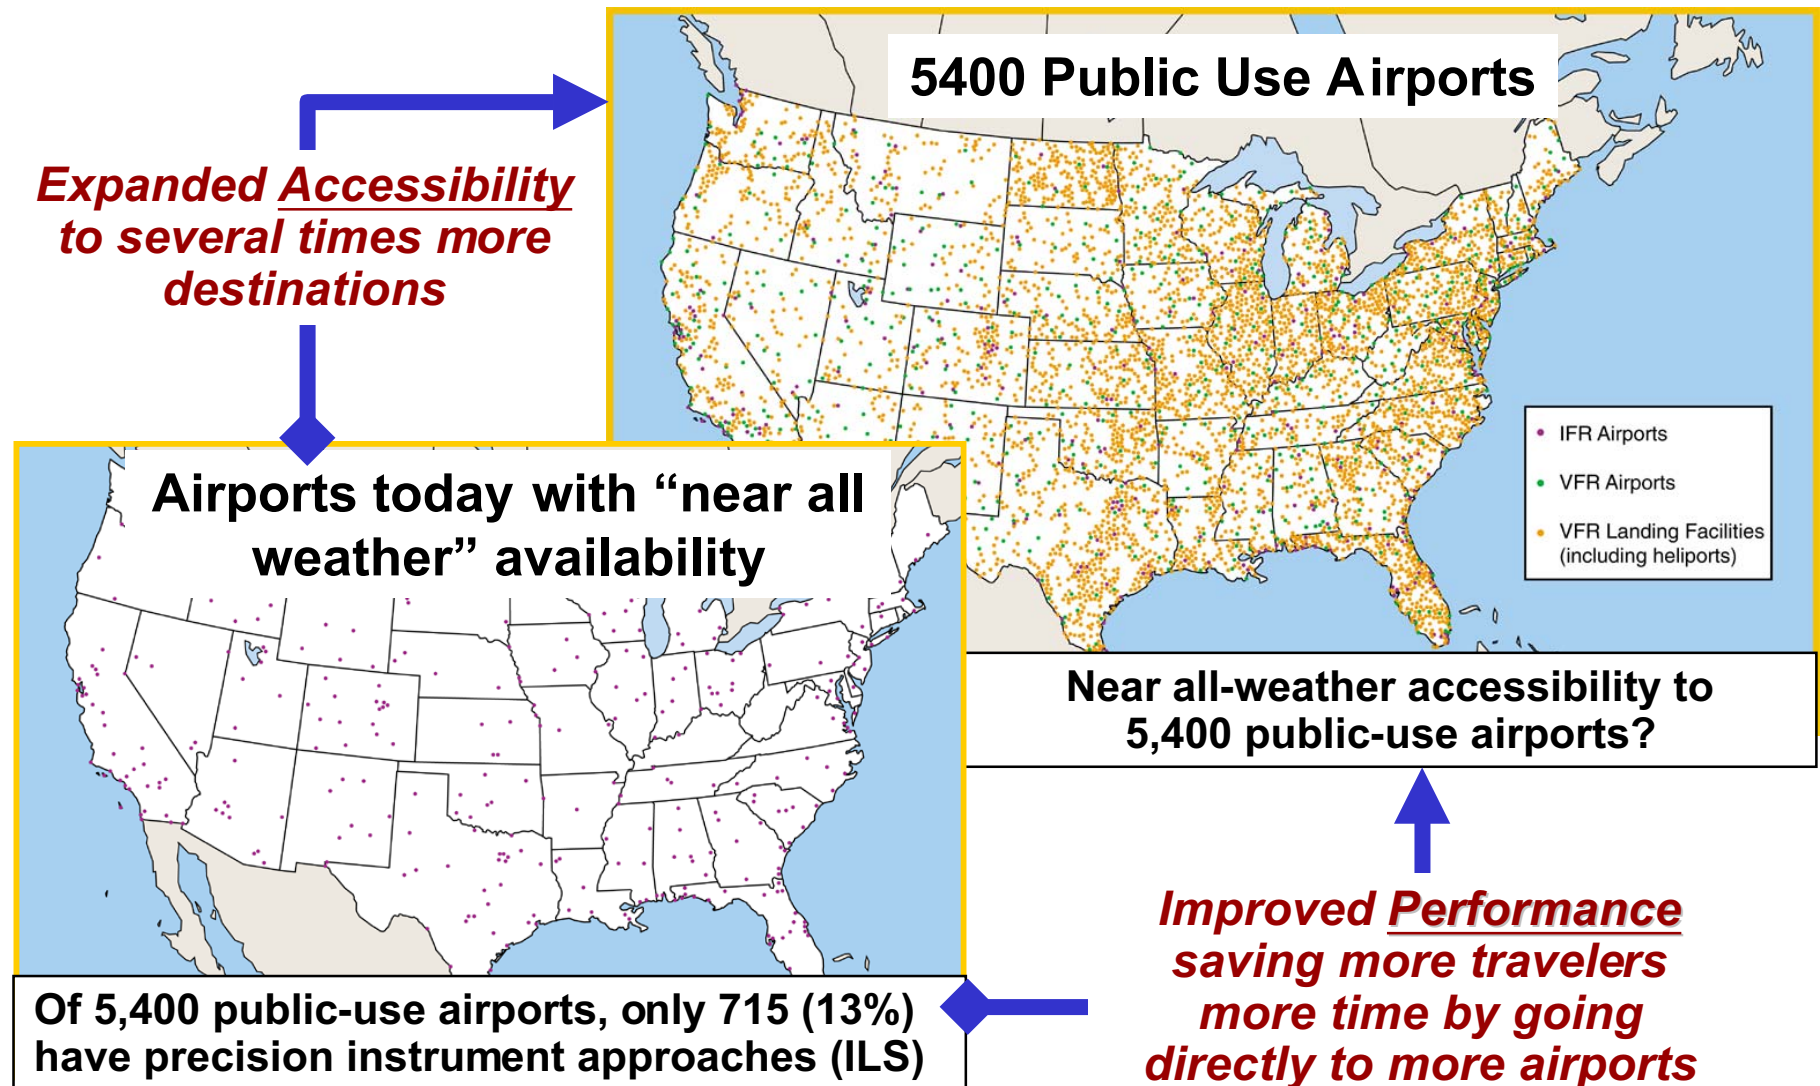 5400 Public Use Airports
Expanded Accessibility
to several times more
destinations
IFR Airports
VFR Airports
VFR Landing Facilities
(including heliports)
Airports today with “near all
weather” availability
Near all-weather accessibility to
5,400 public-use airports?
Of 5,400 public-use airports, only 715 (13%)
have precision instrument approaches (ILS)
Improved Performance
saving more travelers
more time by going
directly to more airports